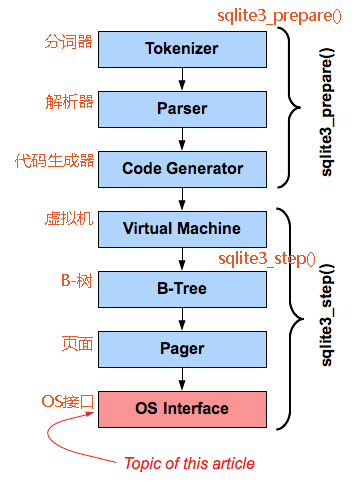 sqlite3_prepare()
分词器
Tokenizer
解析器
Parser
sqlite3_prepare()
代码生成器
Code Generator
虚拟机
Virtual Machine
sqlite3_step()
B-树
B-Tree
sqlite3_step()
页面
Pager
OS接口
OS Interface
Topic of this article